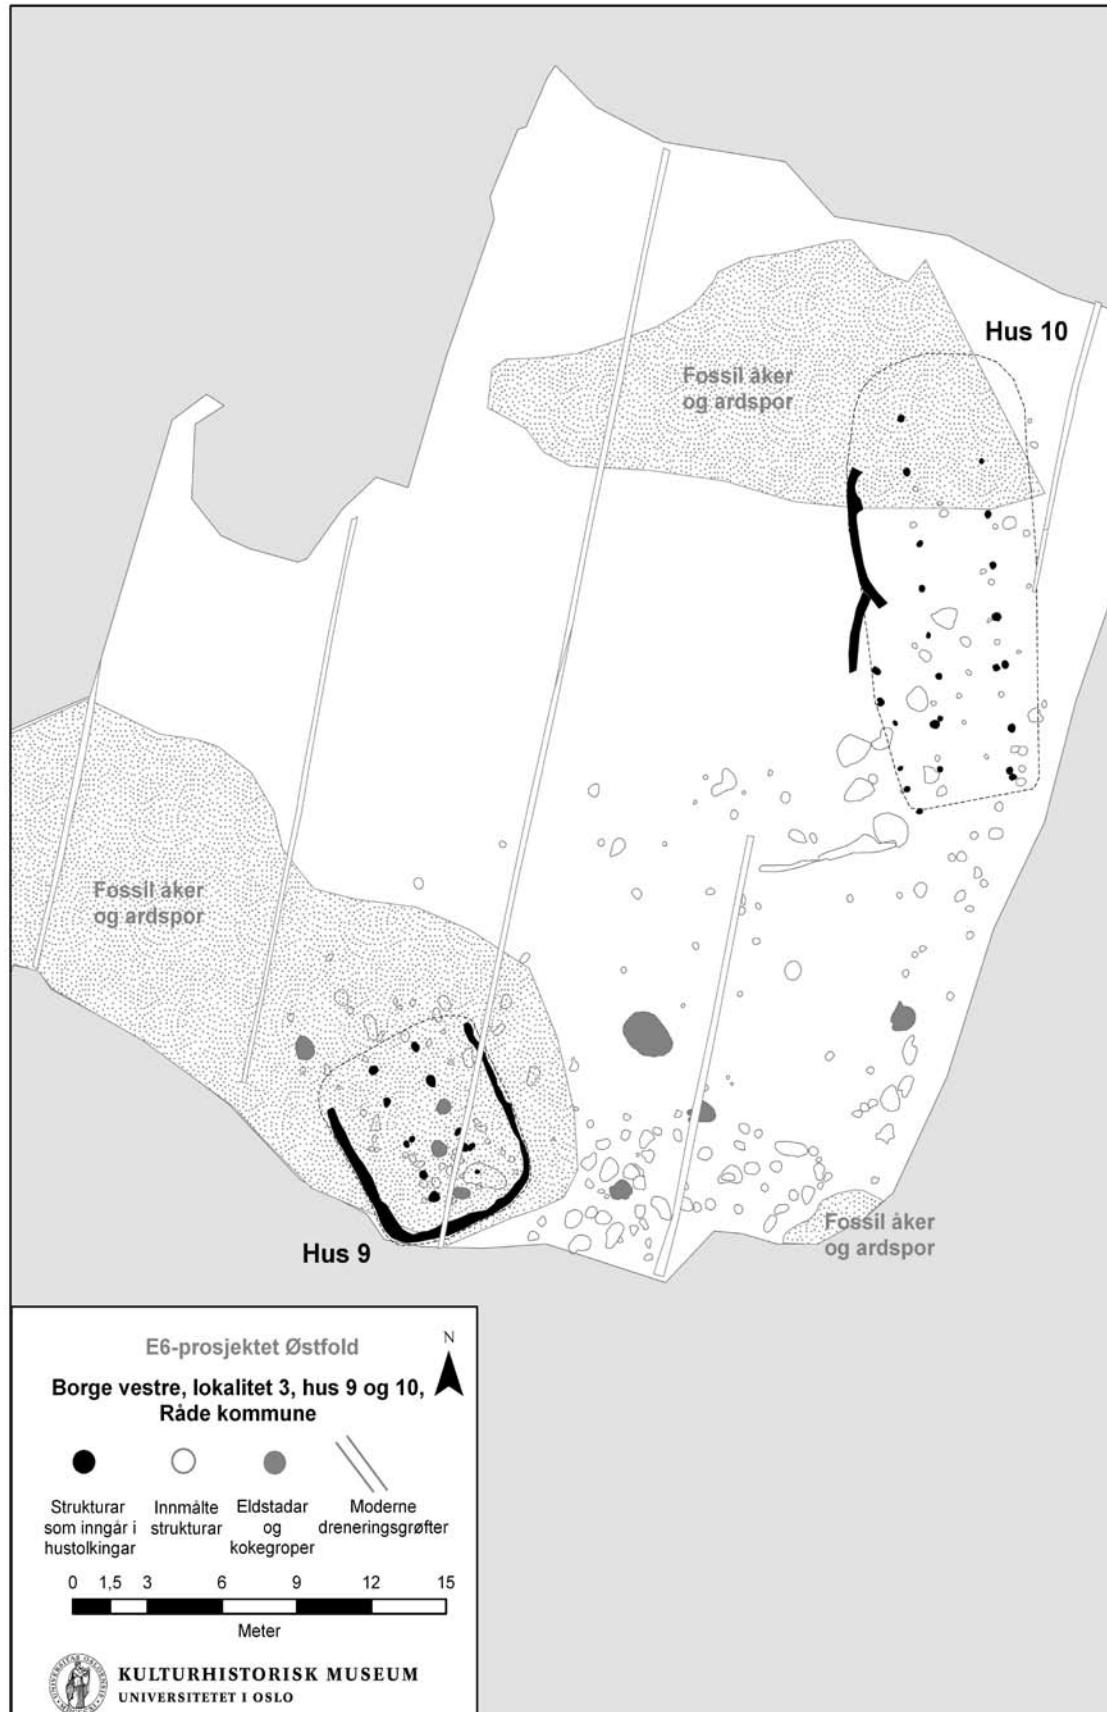 Hus 10
Fossil åker
og ardspor
Fossil åker
og ardspor
Fossil åker
og ardspor
Hus 9
E6-prosjektet Østfold
N
Borge vestre, lokalitet 3, hus 9 og 10,
Råde kommune
Strukturar
som inngår i
hustolkingar
Innmålte
strukturar
Eldstadar
og
kokegroper
Moderne
dreneringsgrøfter
0 1,5 3 6 9 12 15
Meter
KULTURHISTORISK MUSEUM
UNIVERSITETET I OSLO